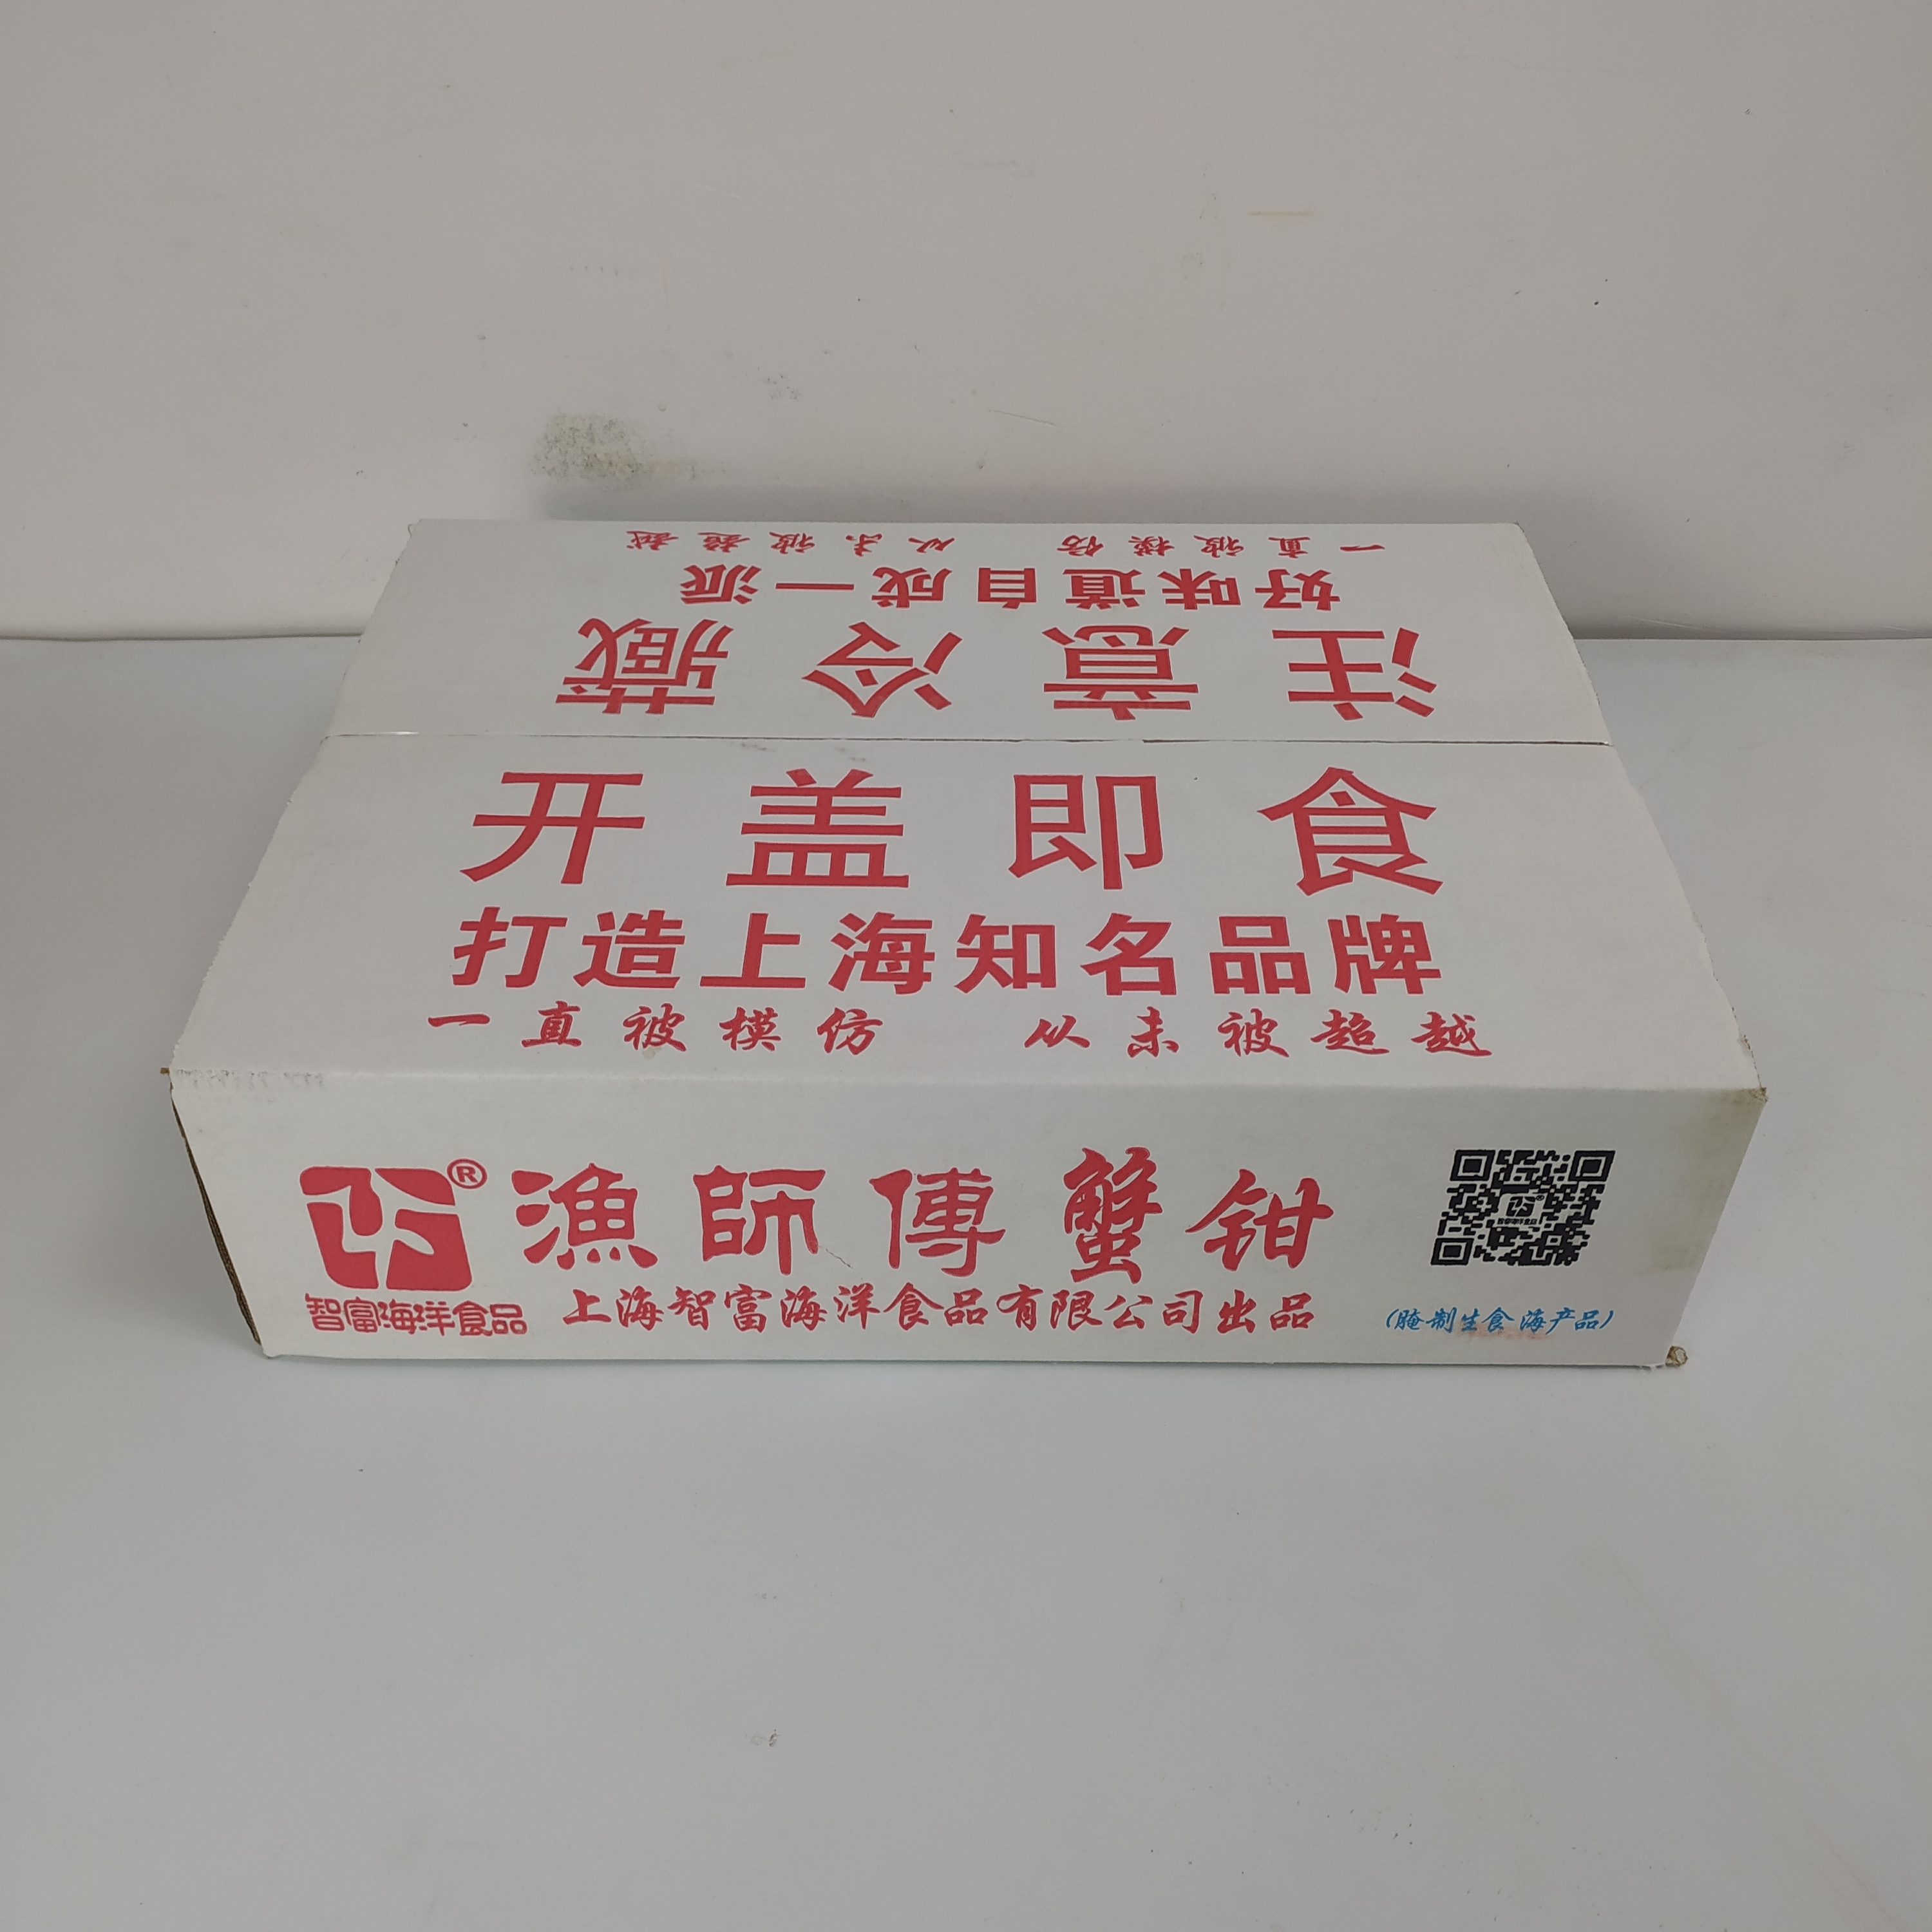 一直被模仿 从未被超越
好味道自成一派
注意冷藏
开盖即食
打造上海知名品牌
一直被模仿 从未被超越
®
漁師傅蟹钳
智富海洋食品
上海智富海洋食品有限公司出品
(腌制生食海产品)